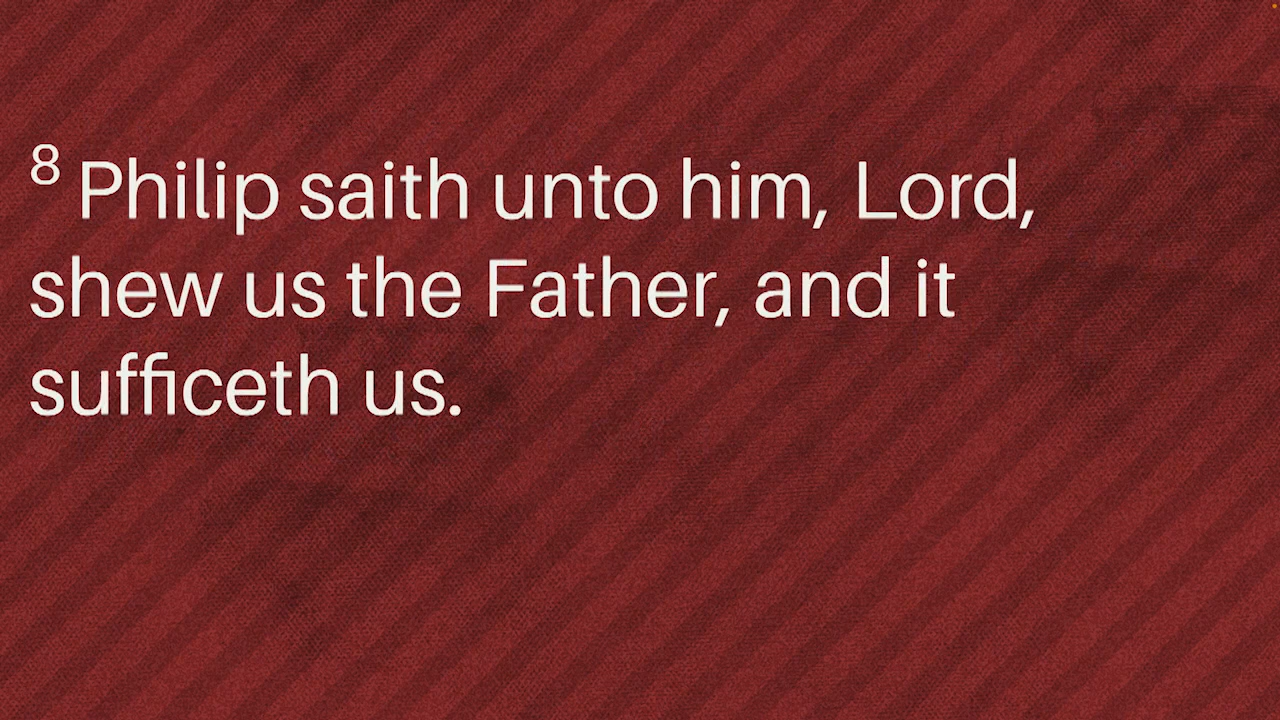 8 Philip saith unto him, Lord,
shew us the Father, and it
sufficeth us.